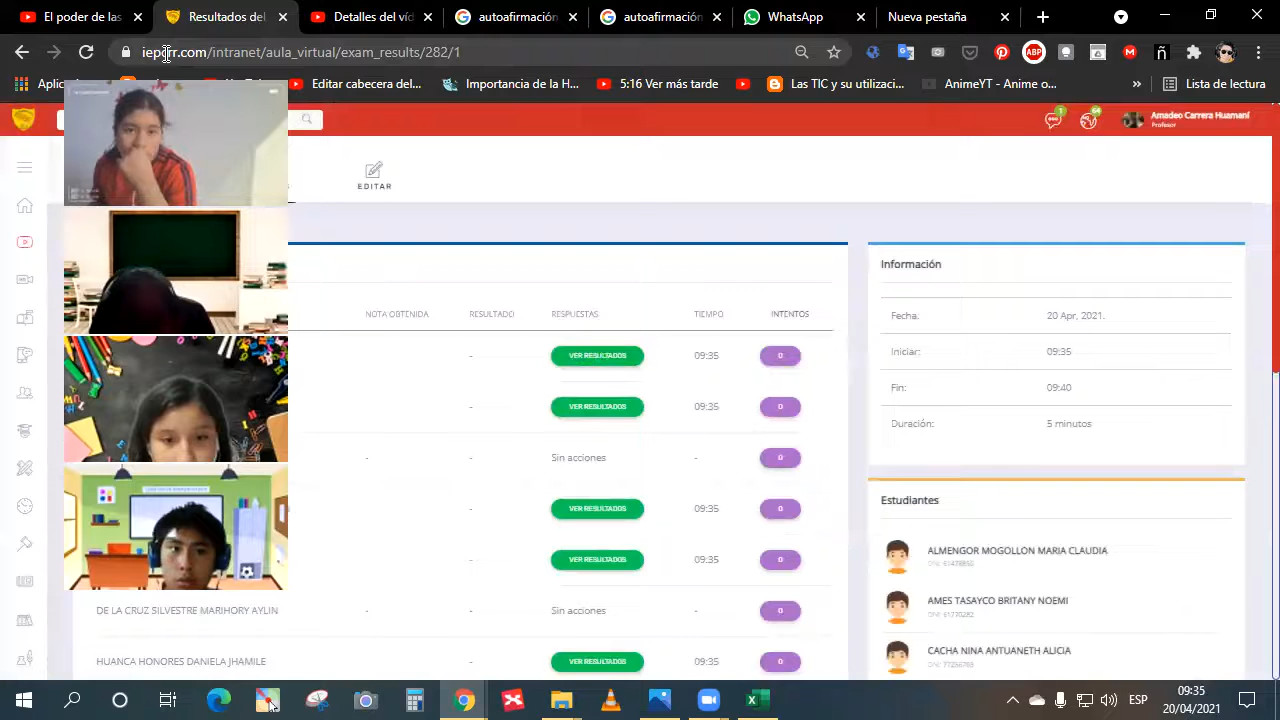 El poder de las
Resultados del
Detalles del víd
autoafirmación
autoafirmación
WhatsApp
Nueva pestaña
/intranet/aula_virtual/exam_results/282/1
Aplic
Editar cabecera del...
Importancia de la H...
5:16 Ver más tarde
TIC y su utilizaci...
AnimeYT - Anime o...
Lista de lectura
Amadeo Carrera Huamaní
Profesor
EDITAR
Información
NOTA OBTENIDA
RESULTADO
RESPUESTAS
TIEMPO
INTENTOS
Fecha:
20 Apr, 2021.
Iniciar:
09:35
Fin:
09:40
Duración:
5 minutos
-
VER RESULTADOS
09:35
0
-
VER RESULTADOS
09:35
0
-
-
Sin acciones
-
0
-
VER RESULTADOS
09:35
0
-
VER RESULTADOS
09:35
0
DE LA CRUZ SILVESTRE MARIHORY AYLIN
-
-
Sin acciones
-
0
HUANCA HONORES DANIELA JHAMILE
-
VER RESULTADOS
09:35
0
Estudiantes
ALMENGOR MOGOLLON MARIA CLAUDIA
AMES TASAYCO BRITANY NOEMI
DNI: 61770282
CACHA NINA ANTUANETH ALICIA
ESP
20/04/2021